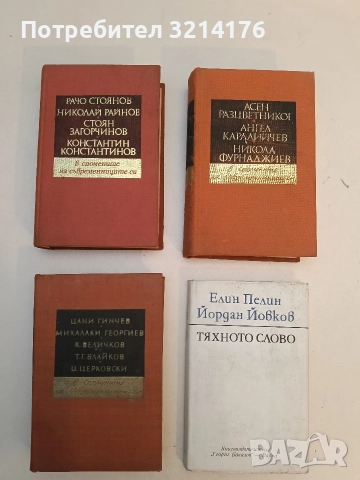 Потребител #3214176
РАЧО СТОЯНОВ
НИКОЛАЙ РАЙНОВ
СТОЯН
ЗАГОРЧИНОВ
КОНСТАНТИН
КОНСТАНТИНОВ
В спомените
на съвременниците си
АСЕН
РАЗЦВЕТНИКОВ
АНГЕЛ
КАРАЛИЙЧЕВ
НИКОЛА
ФУРНАДЖИЕВ
ЦАНИ ГИНЧЕВ
МИХАЛАКИ ГЕОРГИЕВ
К. ВЕЛИЧКОВ
Т. Г. ВЛАЙКОВ
Ц. ЦЕРКОВСКИ
Елин Пелин
Йордан Йовков
ТЯХНОТО СЛОВО
BAZAR